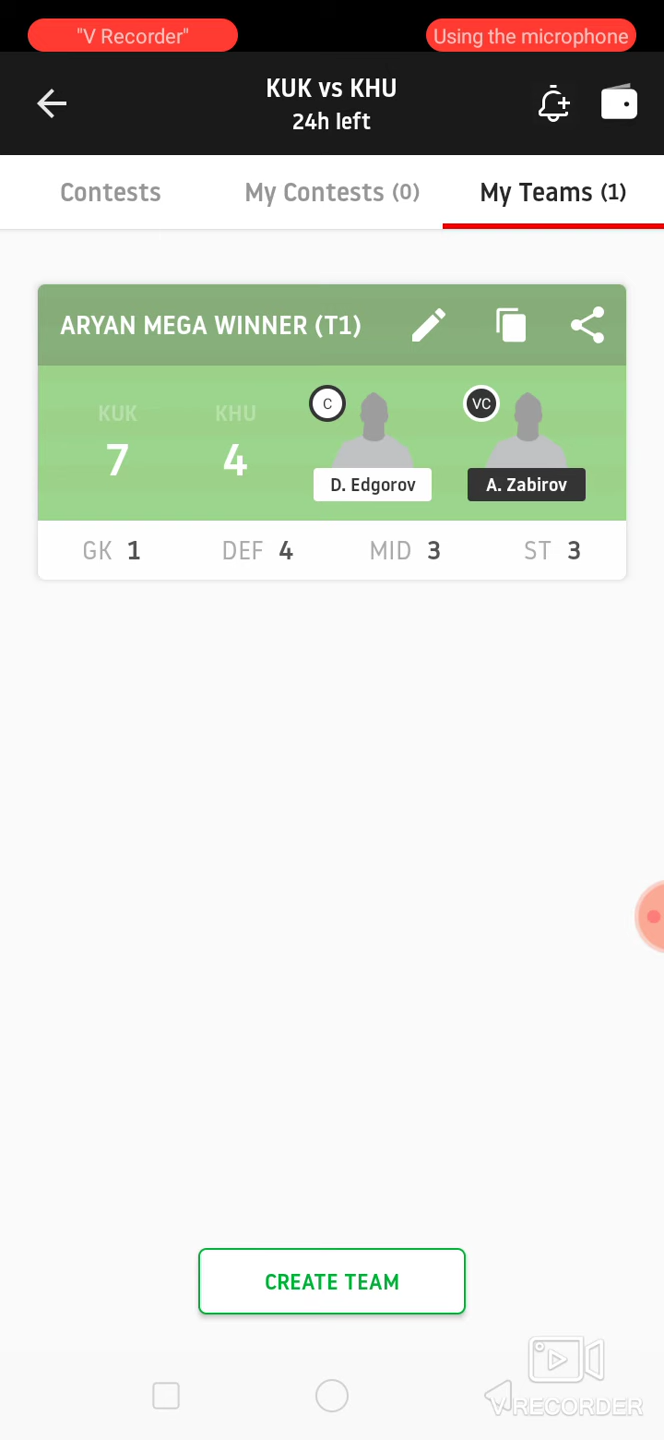 "V Recorder" Using the microphone
KUK vs KHU
24h left
Contests My Contests (0) My Teams (1)
ARYAN MEGA WINNER (T1)
KUK KHU C VC
7 4
D. Edgorov A. Zabirov
GK 1 DEF 4 MID 3 ST 3
CREATE TEAM
V RECORDER